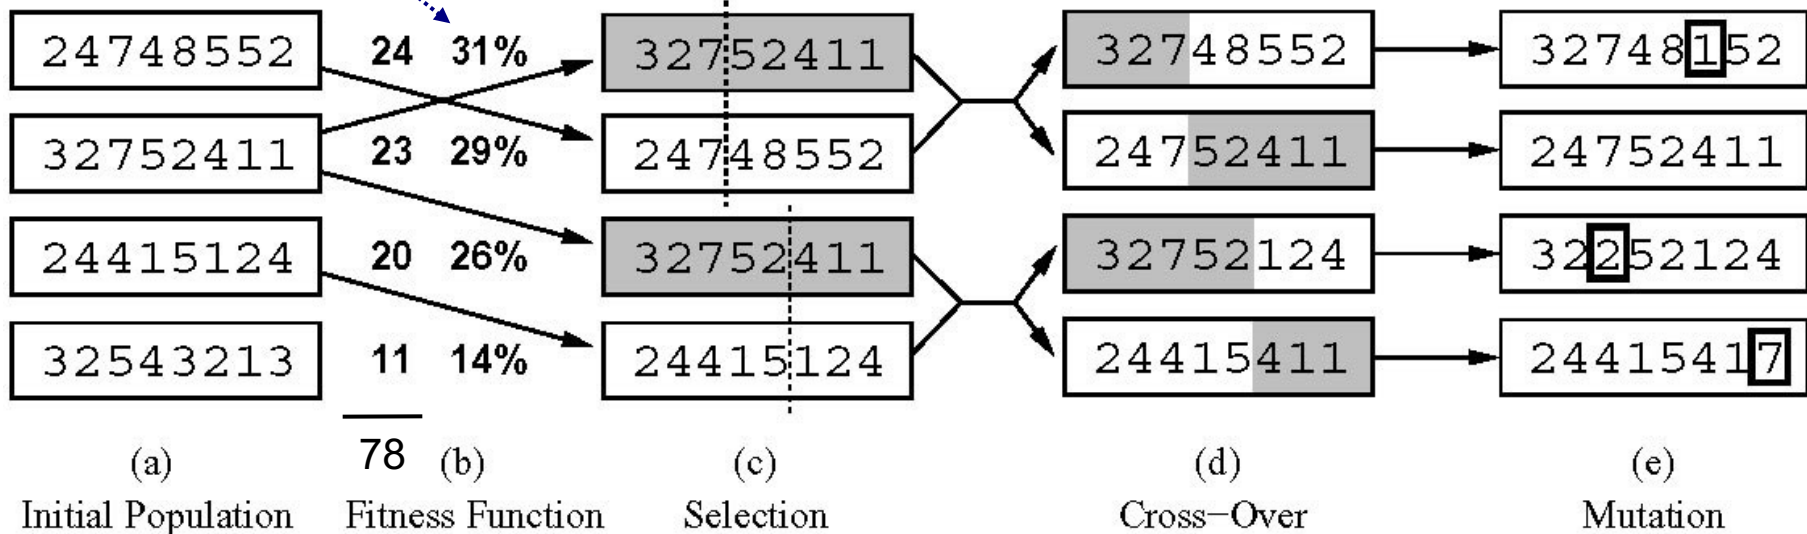 24748552 24 31% 32752411 32748552 32748152
32752411 23 29% 24748552 24752411 24752411
24415124 20 26% 32752411 32752124 32252124
32543213 11 14% 24415124 24415411 24415417
78
(a) (b) (c) (d) (e)
Initial Population Fitness Function Selection Cross-Over Mutation